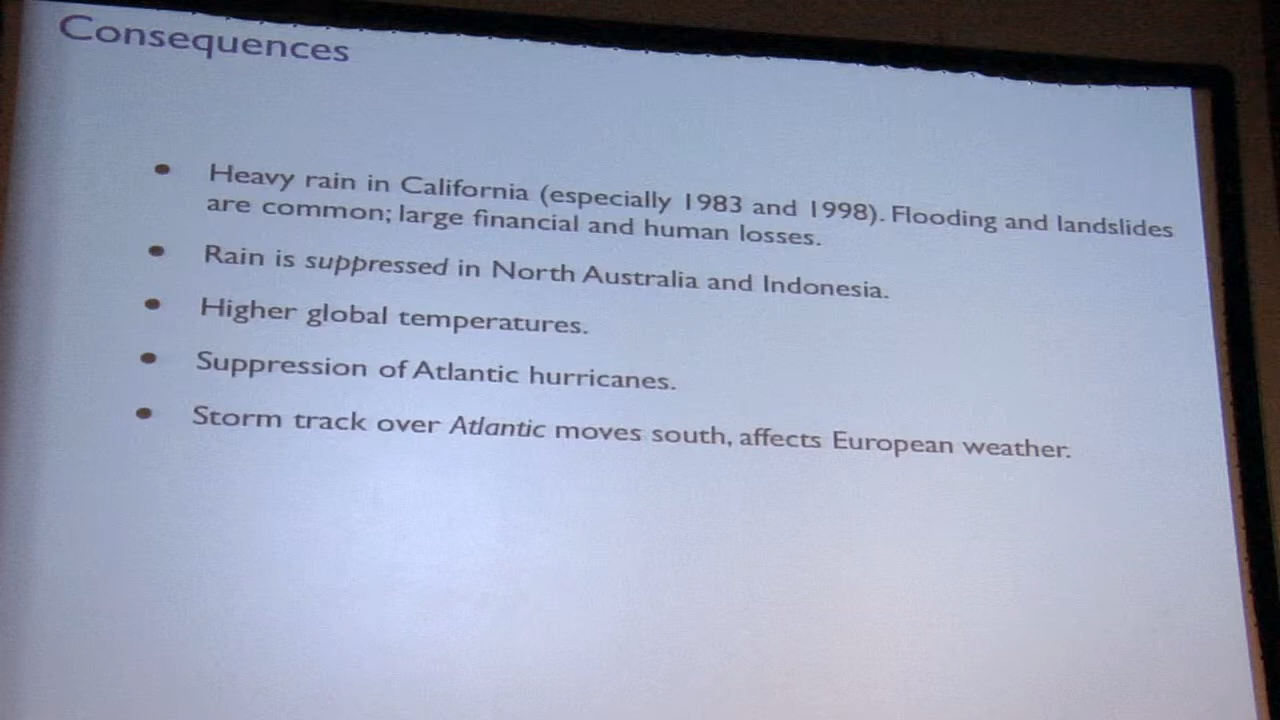 Consequences
• Heavy rain in California (especially 1983 and 1998). Flooding and landslides
are common; large financial and human losses.
• Rain is suppressed in North Australia and Indonesia.
• Higher global temperatures.
• Suppression of Atlantic hurricanes.
• Storm track over Atlantic moves south, affects European weather.